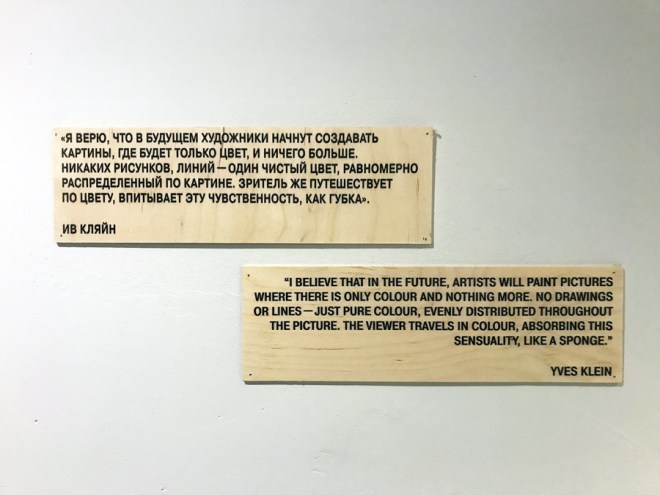 «Я ВЕРЮ, ЧТО В БУДУЩЕМ ХУДОЖНИКИ НАЧНУТ СОЗДАВАТЬ
КАРТИНЫ, ГДЕ БУДЕТ ТОЛЬКО ЦВЕТ, И НИЧЕГО БОЛЬШЕ.
НИКАКИХ РИСУНКОВ, ЛИНИЙ — ОДИН ЧИСТЫЙ ЦВЕТ, РАВНОМЕРНО
РАСПРЕДЕЛЕННЫЙ ПО КАРТИНЕ. ЗРИТЕЛЬ ЖЕ ПУТЕШЕСТВУЕТ
ПО ЦВЕТУ, ВПИТЫВАЕТ ЭТУ ЧУВСТВЕННОСТЬ, КАК ГУБКА».
ИВ КЛЯЙН
“I BELIEVE THAT IN THE FUTURE, ARTISTS WILL PAINT PICTURES
WHERE THERE IS ONLY COLOUR AND NOTHING MORE. NO DRAWINGS
OR LINES — JUST PURE COLOUR, EVENLY DISTRIBUTED THROUGHOUT
THE PICTURE. THE VIEWER TRAVELS IN COLOUR, ABSORBING THIS
SENSUALITY, LIKE A SPONGE.”
YVES KLEIN